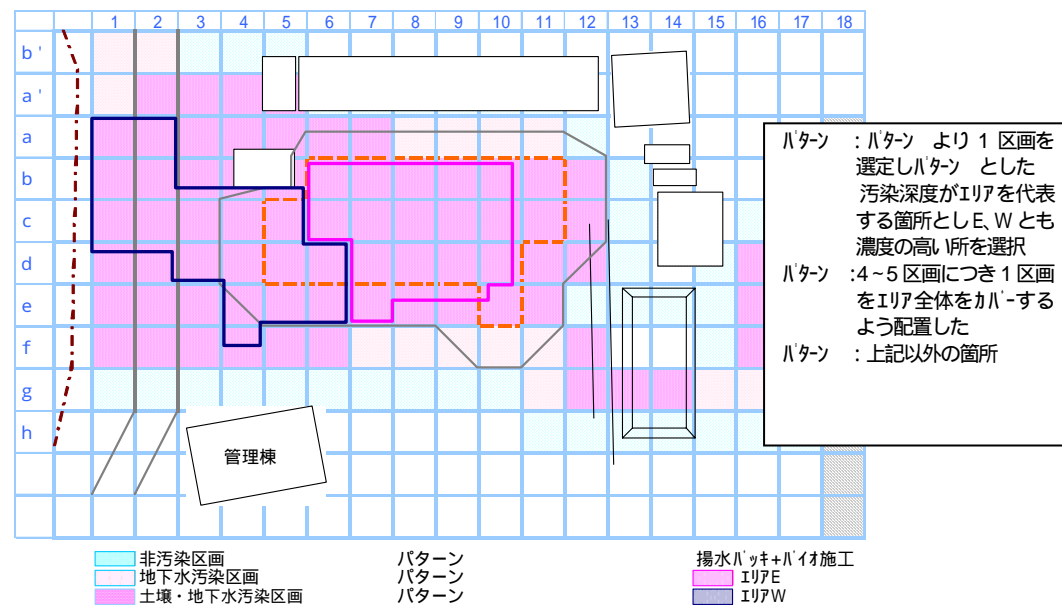 1 2 3 4 5 6 7 8 9 10 11 12 13 14 15 16 17 18
b'
a'
a
b
c
d
e
f
g
h
管理棟
ﾊﾟﾀｰﾝ ：ﾊﾟﾀｰﾝ より 1 区画を
選定しﾊﾟﾀｰﾝ とした
汚染深度がｴﾘｱを代表
する箇所とし E、W とも
濃度の高い所を選択
ﾊﾟﾀｰﾝ :4~5 区画につき 1 区画
をｴﾘｱ全体をｶﾊﾞｰする
よう配置した
ﾊﾟﾀｰﾝ ：上記以外の箇所
非汚染区画 パターン 揚水ﾊﾞｯｷ+ﾊﾞｲｵ施工
地下水汚染区画 パターン ｴﾘｱE
土壌・地下水汚染区画 パターン ｴﾘｱW